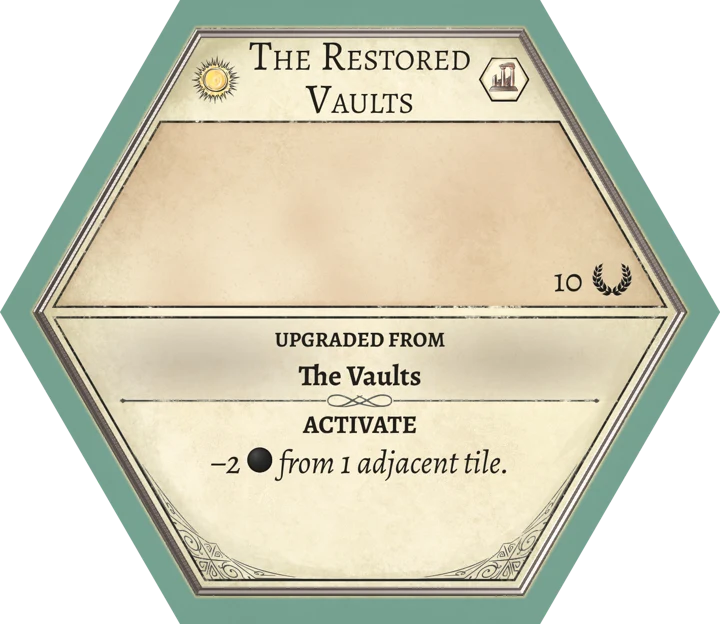 The Restored
Vaults
10
UPGRADED FROM
The Vaults
ACTIVATE
–2 from 1 adjacent tile.